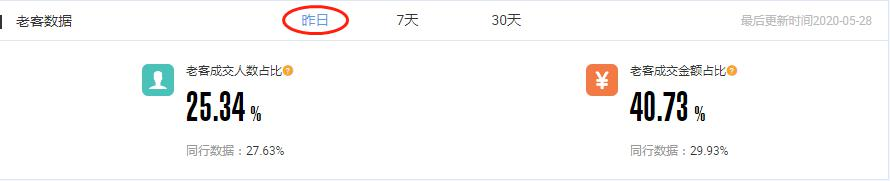 老客数据 昨日 7天 30天 最后更新时间2020-05-28
老客成交人数占比? 老客成交金额占比?
25.34 % ¥ 40.73 %
同行数据：27.63% 同行数据：29.93%